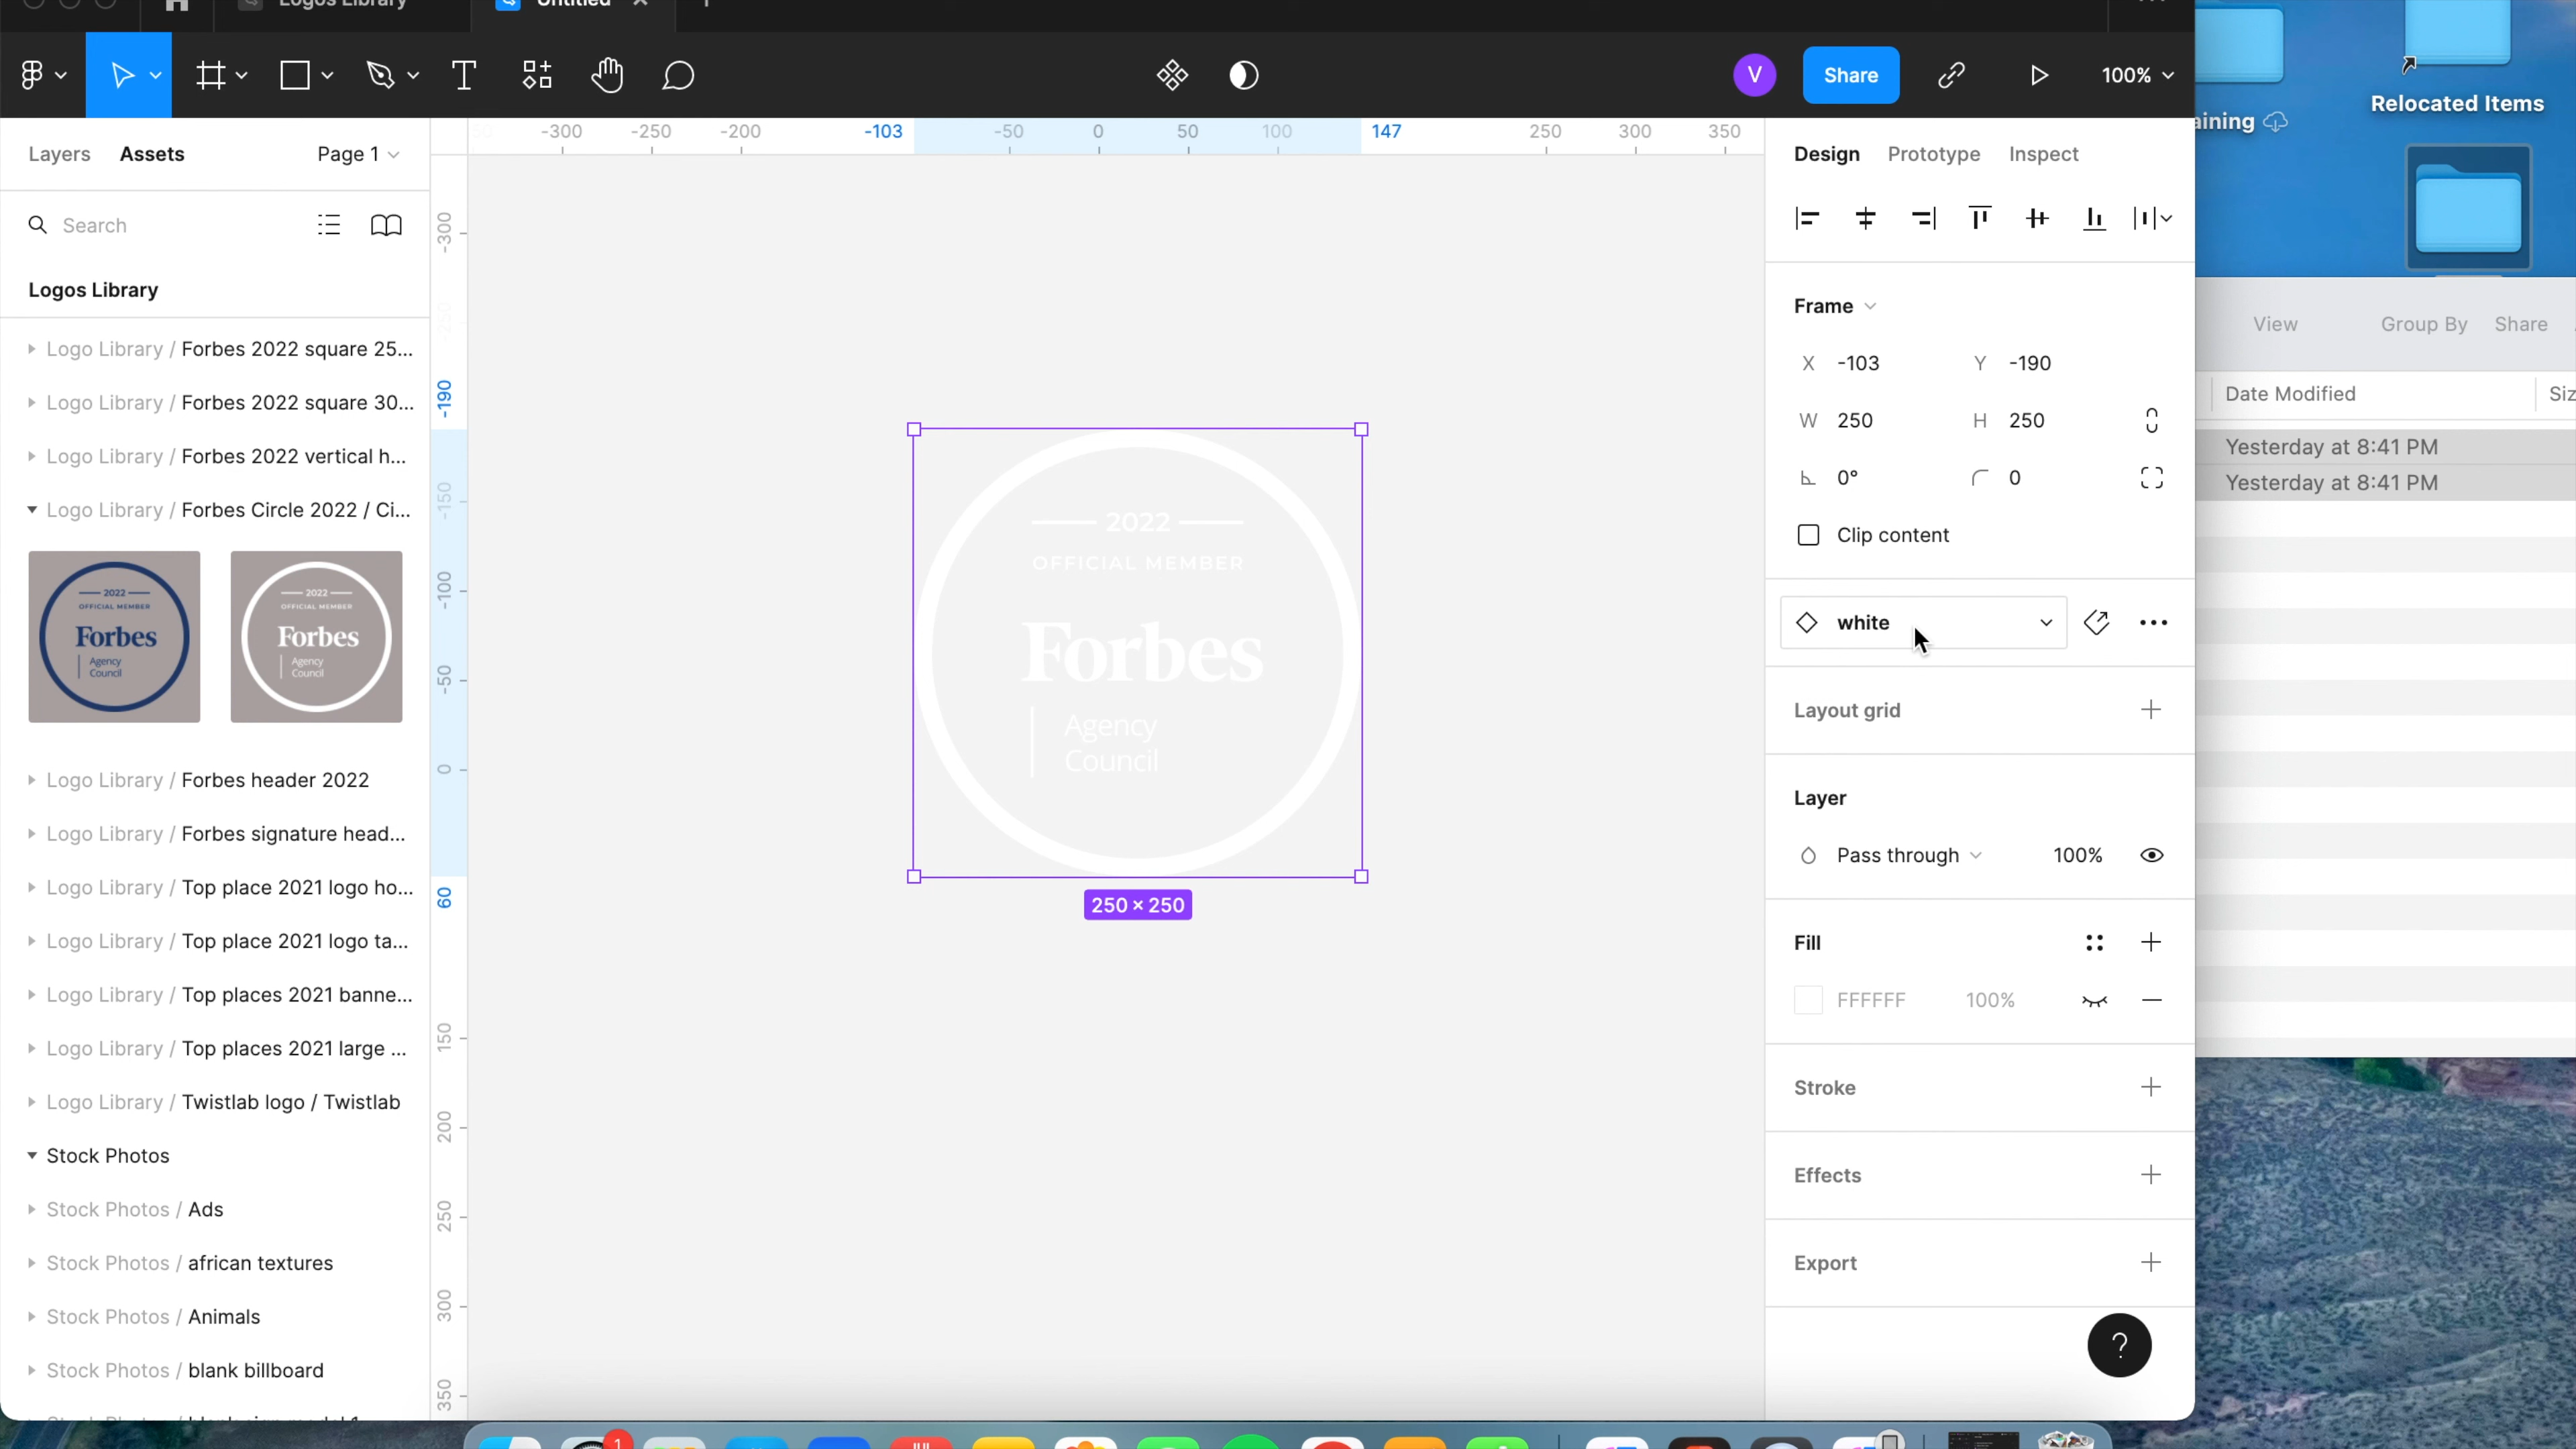 Logos Library
Untitled
V
Share
100%
aining
Relocated Items
Layers
Assets
Page 1
-300
-250
-200
-103
-50
0
50
100
147
250
300
350
Design
Prototype
Inspect
Search
Logos Library
Logo Library / Forbes 2022 square 25...
Logo Library / Forbes 2022 square 30...
Logo Library / Forbes 2022 vertical h...
Logo Library / Forbes Circle 2022 / Ci...
2022
OFFICIAL MEMBER
Forbes
Agency
Council
2022
OFFICIAL MEMBER
Forbes
Agency
Council
Logo Library / Forbes header 2022
Logo Library / Forbes signature head...
Logo Library / Top place 2021 logo ho...
Logo Library / Top place 2021 logo ta...
Logo Library / Top places 2021 banne...
Logo Library / Top places 2021 large ...
Logo Library / Twistlab logo / Twistlab
Stock Photos
Stock Photos / Ads
Stock Photos / african textures
Stock Photos / Animals
Stock Photos / blank billboard
-300
-250
-190
-150
-100
-50
0
60
150
200
250
300
350
2022
OFFICIAL MEMBER
Forbes
Agency
Council
250 × 250
Frame
X -103 Y -190
W 250 H 250
0° 0
Clip content
white
Layout grid
Layer
Pass through 100%
Fill
FFFFFF 100%
Stroke
Effects
Export
?
View
Group By
Share
Date Modified
Siz
Yesterday at 8:41 PM
Yesterday at 8:41 PM
1